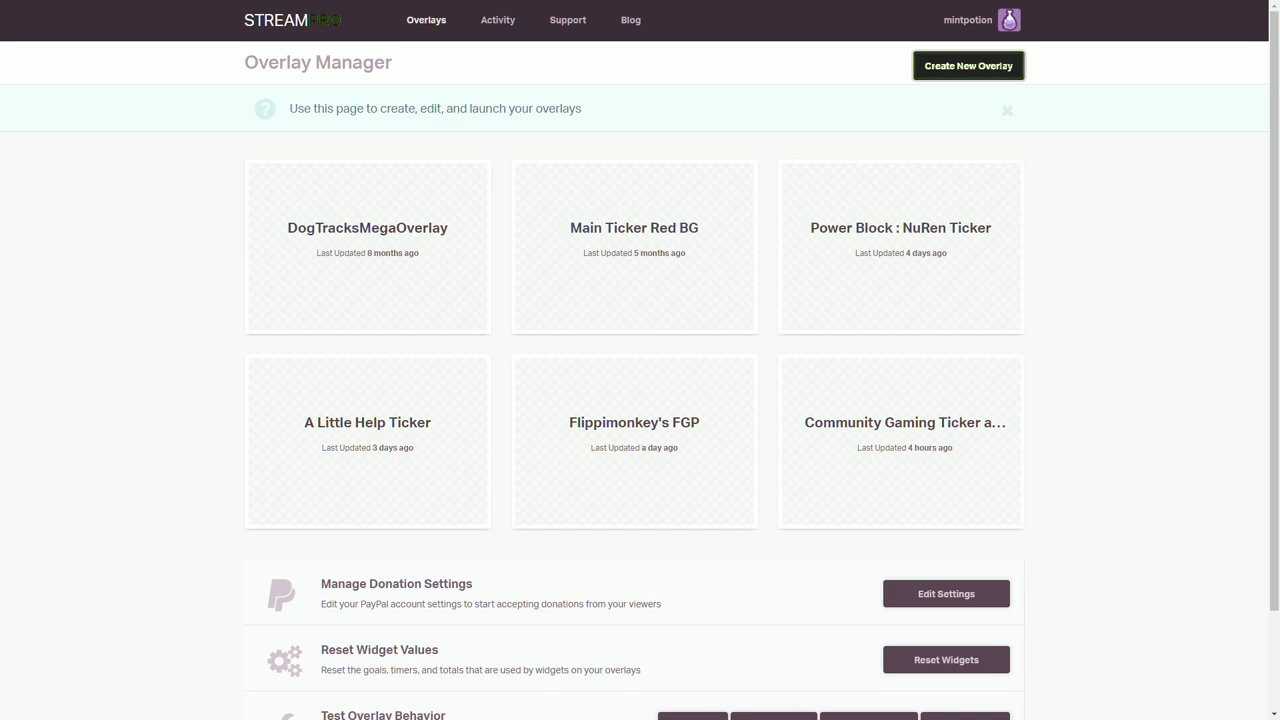 STREAMPRO
Overlays
Activity
Support
Blog
mintpotion
Overlay Manager
Create New Overlay
? Use this page to create, edit, and launch your overlays
DogTracksMegaOverlay
Last Updated 8 months ago
Main Ticker Red BG
Last Updated 5 months ago
Power Block : NuRen Ticker
Last Updated 4 days ago
A Little Help Ticker
Last Updated 3 days ago
Flippimonkey's FGP
Last Updated a day ago
Community Gaming Ticker a...
Last Updated 4 hours ago
Manage Donation Settings
Edit your PayPal account settings to start accepting donations from your viewers
Edit Settings
Reset Widget Values
Reset the goals, timers, and totals that are used by widgets on your overlays
Reset Widgets
Test Overlay Behavior